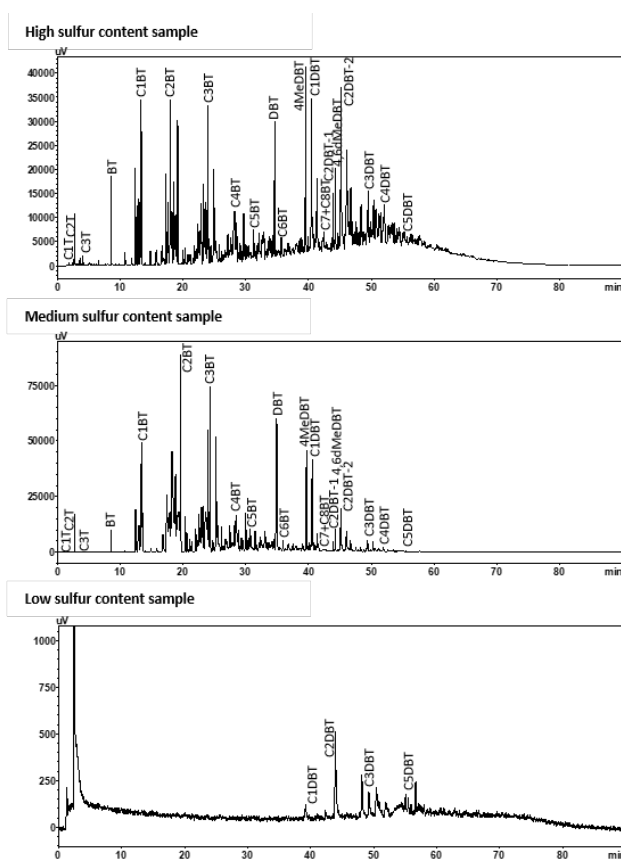 High sulfur content sample
uV
40000
35000
30000
25000
20000
15000
10000
5000
0
C1T
C2T
C3T
BT
C1BT
C2BT
C3BT
C4BT
C5BT
DBT
C6BT
4MeDBT
C1DBT
C7+C8BT
C2DBT-1
4,6dMeDBT
C2DBT-2
C3DBT
C4DBT
C5DBT
0 10 20 30 40 50 60 70 80 min
Medium sulfur content sample
uV
75000
50000
25000
0
C1T
C2T
C3T
BT
C1BT
C2BT
C3BT
C4BT
C5BT
DBT
C6BT
4MeDBT
C1DBT
C7+C8BT
C2DBT-1
4,6dMeDBT
C2DBT-2
C3DBT
C4DBT
C5DBT
0 10 20 30 40 50 60 70 80 min
Low sulfur content sample
uV
1000
750
500
250
0
C1DBT
C2DBT
C3DBT
C5DBT
0 10 20 30 40 50 60 70 80 min